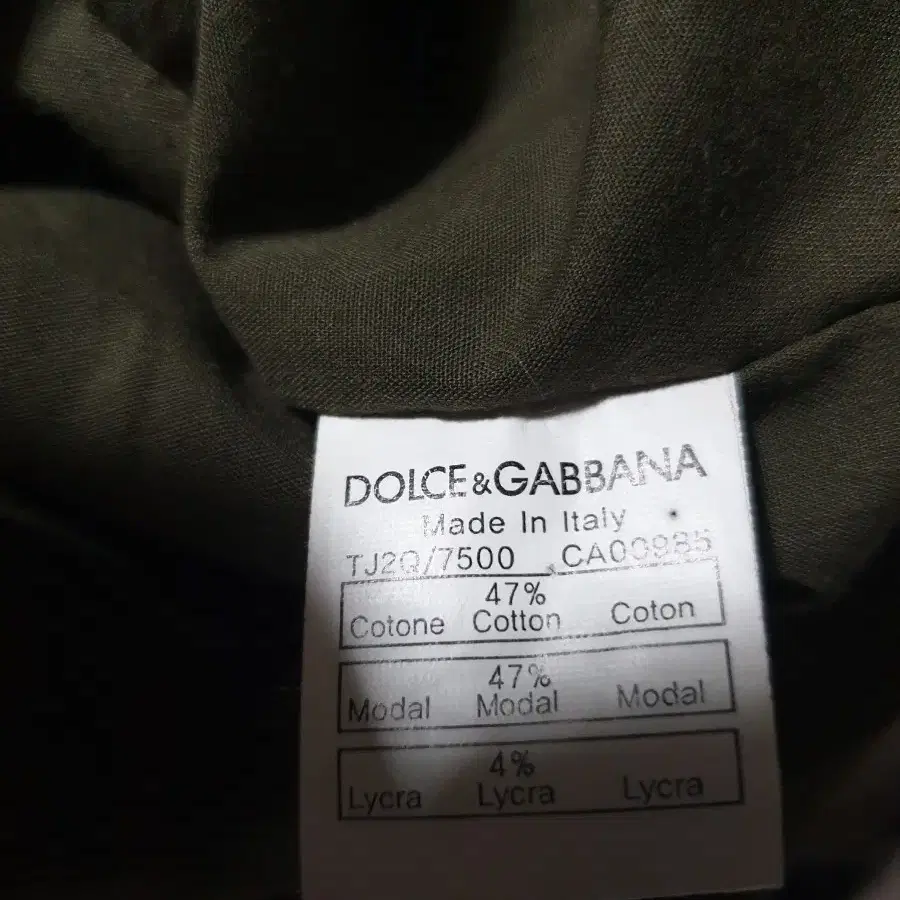 DOLCE&GABBANA
Made In Italy
TJ2Q/7500 CA00985
47%
Cotone Cotton Coton
47%
Modal Modal Modal
4%
Lycra Lycra Lycra